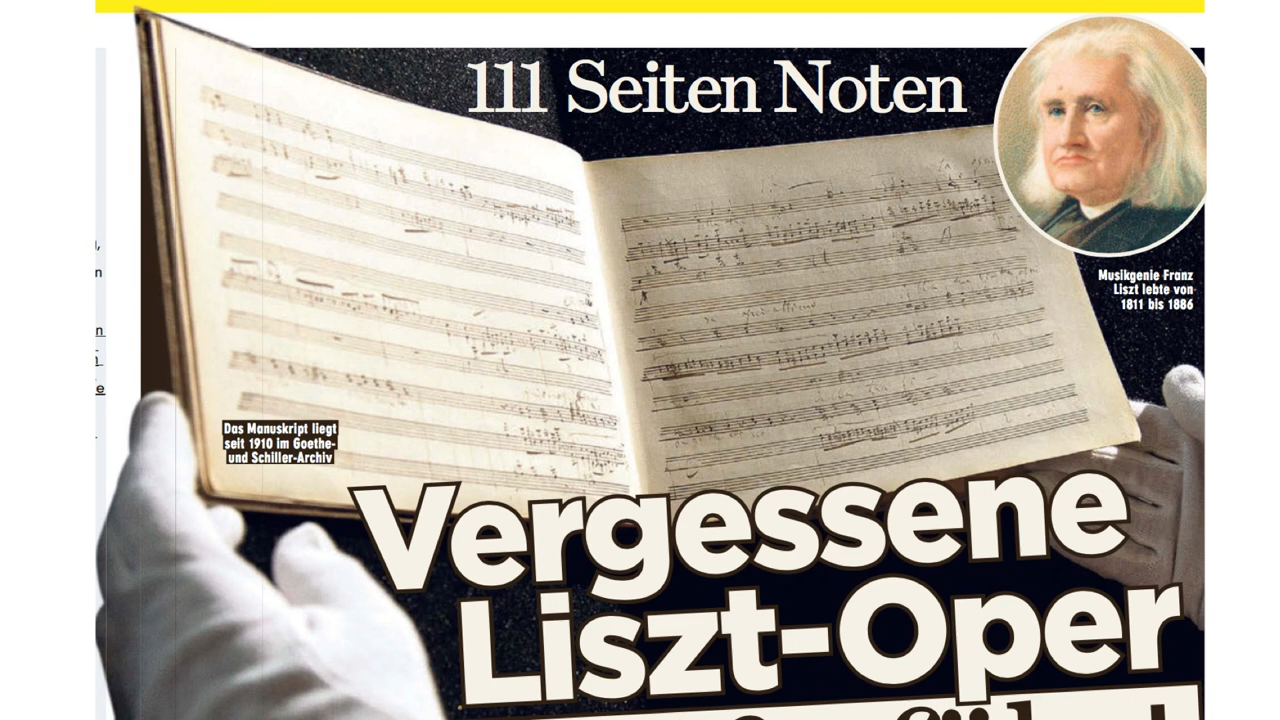 111 Seiten Noten
Musikgenie Franz
Liszt lebte von
1811 bis 1886
Das Manuskript liegt
seit 1910 im Goethe-
und Schiller-Archiv
Vergessene
Liszt-Oper